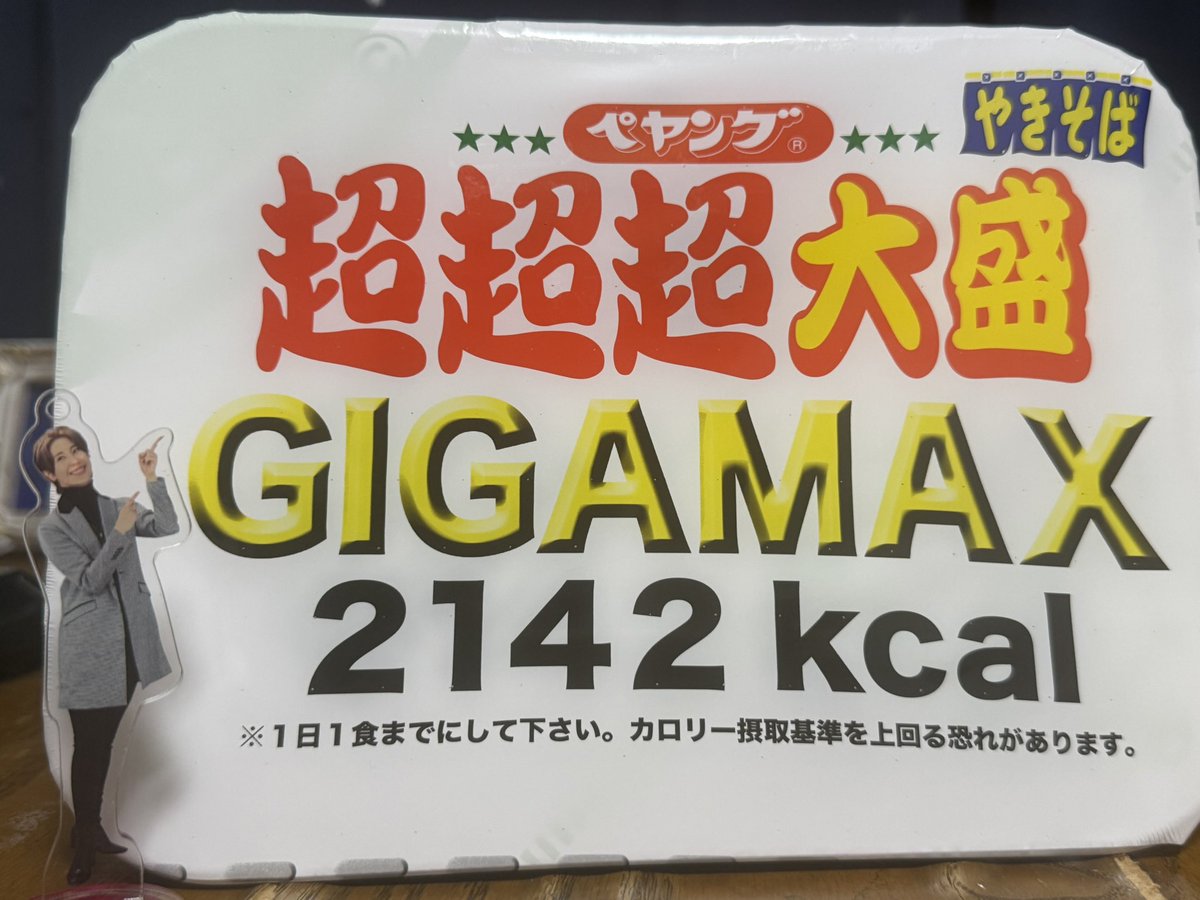 ペヤング®
やきそば
超超超大盛
GIGAMAX
2142kcal
※1日1食までにして下さい。カロリー摂取基準を上回る恐れがあります。